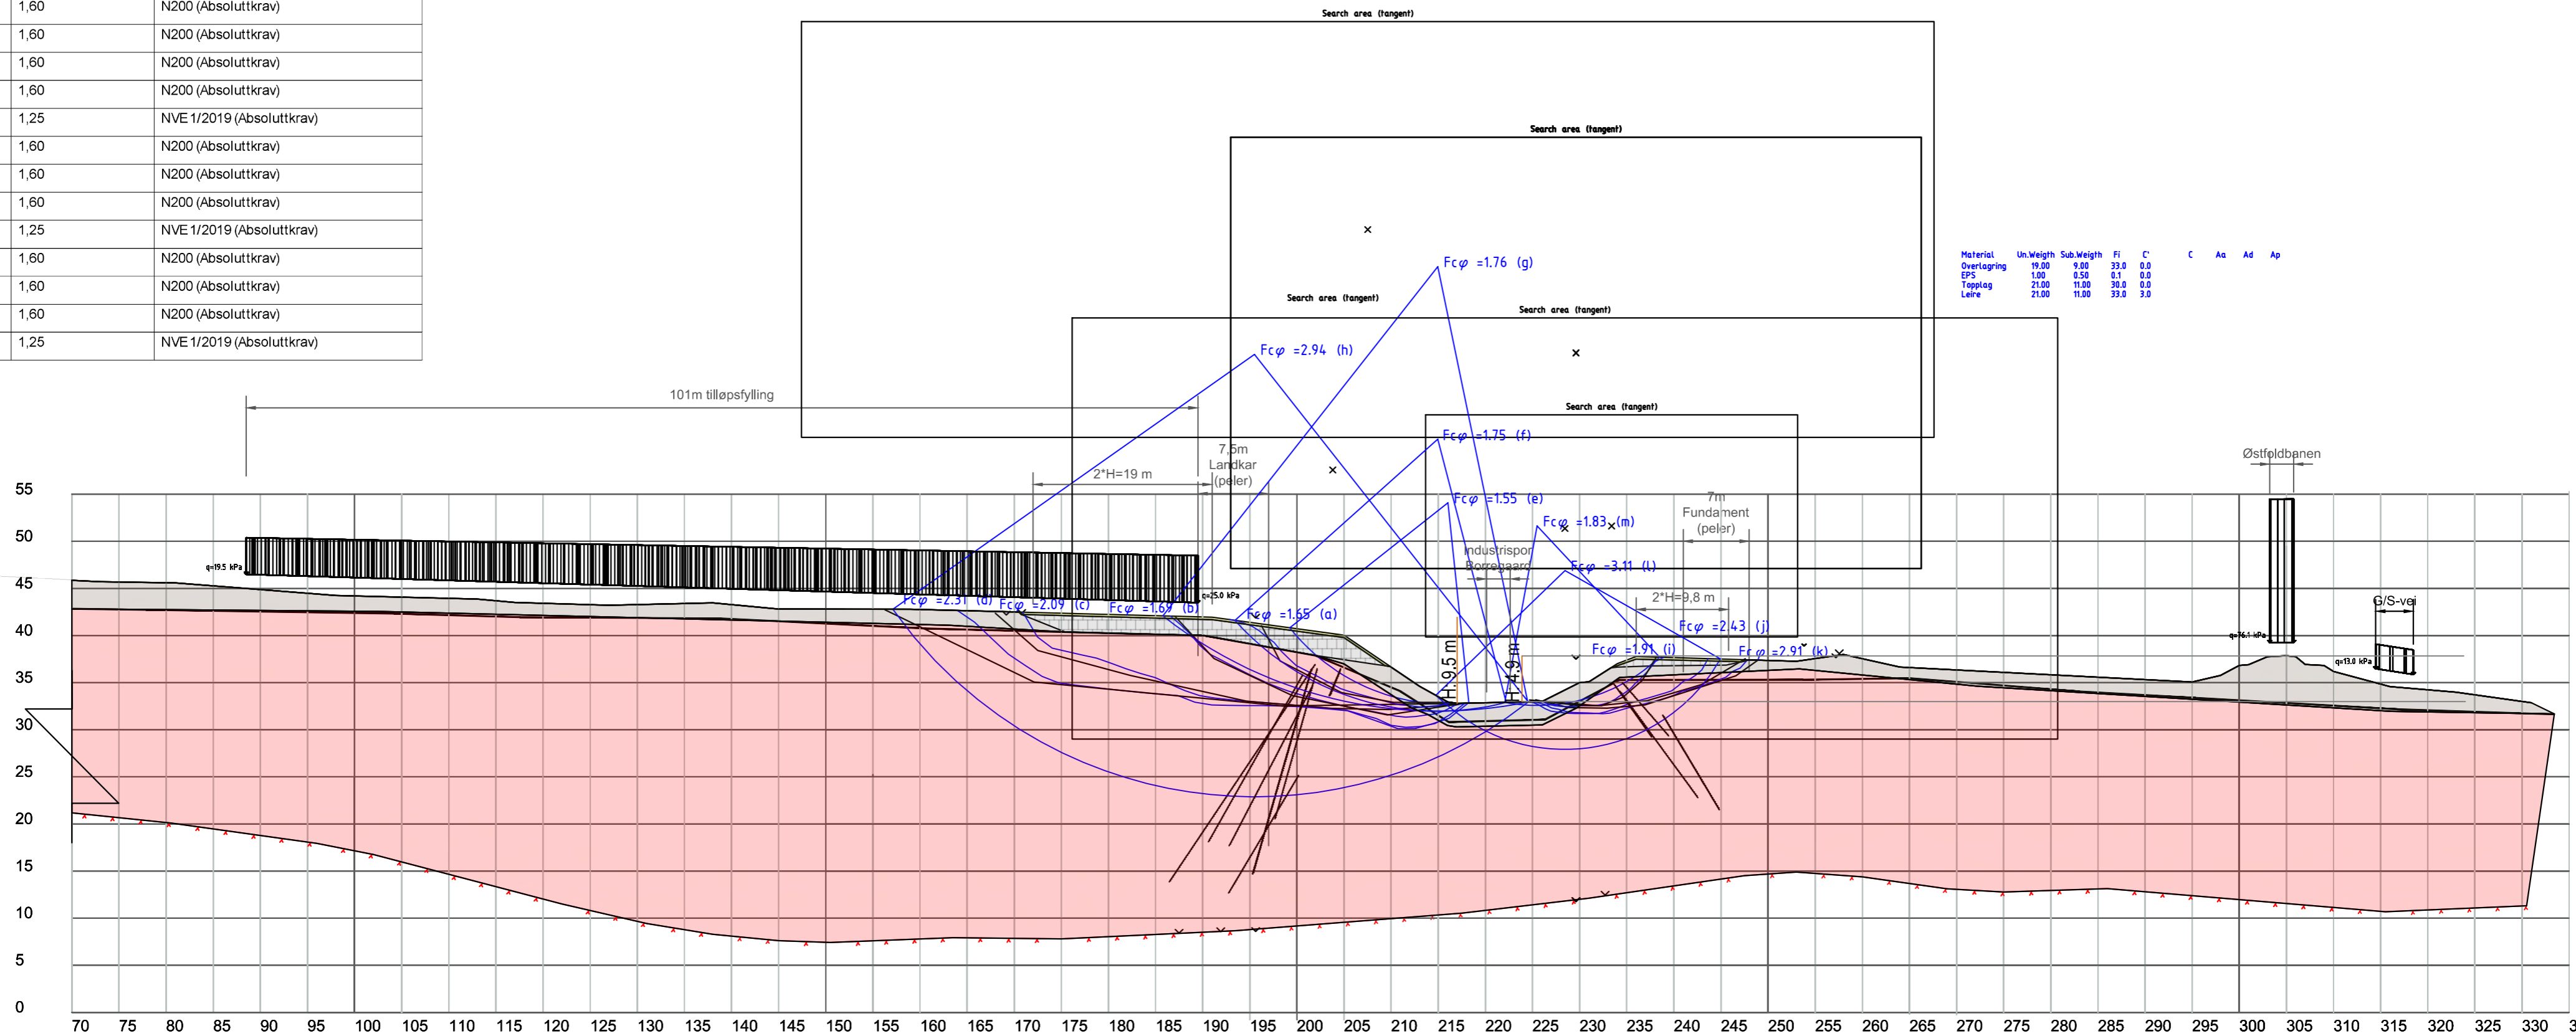 1,60 N200 (Absoluttkrav)
1,60 N200 (Absoluttkrav)
1,60 N200 (Absoluttkrav)
1,60 N200 (Absoluttkrav)
1,25 NVE 1/2019 (Absoluttkrav)
1,60 N200 (Absoluttkrav)
1,60 N200 (Absoluttkrav)
1,60 N200 (Absoluttkrav)
1,25 NVE 1/2019 (Absoluttkrav)
1,60 N200 (Absoluttkrav)
1,60 N200 (Absoluttkrav)
1,60 N200 (Absoluttkrav)
1,25 NVE 1/2019 (Absoluttkrav)
Search area (tangent)
Search area (tangent)
Search area (tangent)
Search area (tangent)
Search area (tangent)
Material Un.Weigth Sub.Weigth Fi C' C Aa Ad Ap
Overlagring 19.00 9.00 33.0 0.0
EPS 1.00 0.50 0.1 0.0
Topplag 21.00 11.00 30.0 0.0
Leire 21.00 11.00 33.0 3.0
Fcφ =1.76 (g)
Fcφ =2.94 (h)
101m tilløpsfylling
Fcφ =1.75 (f)
7,5m
Landkar
(peler)
2*H=19 m
Østfoldbanen
Fcφ =1.55 (e)
7m
Fundament
(peler)
Fcφ =1.83 (m)
Industrispor
Borregaard
Fcφ =3.11 (l)
q=19.5 kPa
q=25.0 kPa
2*H=9,8 m
G/S-vei
Fcφ =2.31 (d)
Fcφ =2.09 (c)
Fcφ =1.69 (b)
Fcφ =1.65 (a)
Fcφ =2.43 (j)
q=76.1 kPa
Fcφ =1.91 (i)
Fcφ =2.91 (k)
q=13.0 kPa
H: 9.5 m
H: 4.9 m
55
50
45
40
35
30
25
20
15
10
5
0
70 75 80 85 90 95 100 105 110 115 120 125 130 135 140 145 150 155 160 165 170 175 180 185 190 195 200 205 210 215 220 225 230 235 240 245 250 255 260 265 270 275 280 285 290 295 300 305 310 315 320 325 330